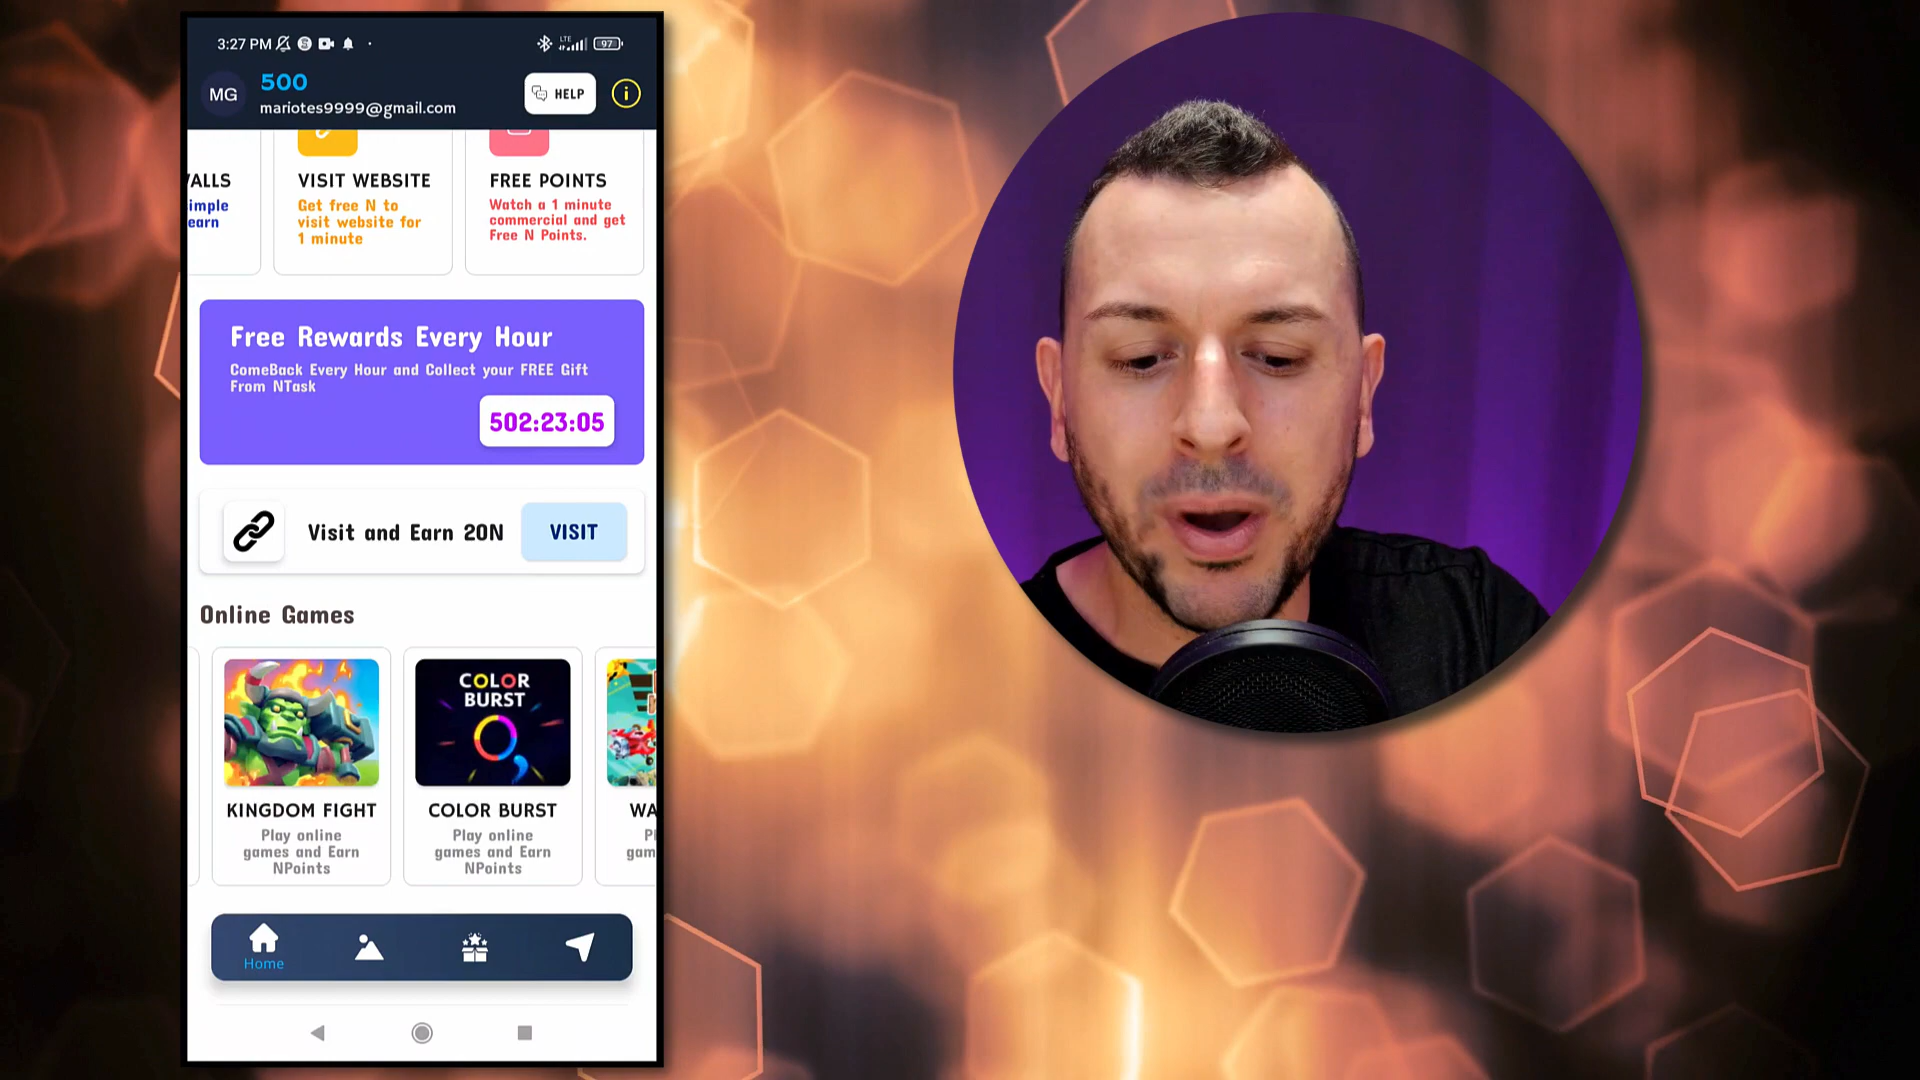 3:27 PM
LTE
97
MG
500
mariotes9999@gmail.com
HELP
i
ALLS
imple
earn
VISIT WEBSITE
Get free N to
visit website for
1 minute
FREE POINTS
Watch a 1 minute
commercial and get
Free N Points.
Free Rewards Every Hour
ComeBack Every Hour and Collect your FREE Gift
From NTask
502:23:05
Visit and Earn 20N
VISIT
Online Games
COLOR
BURST
KINGDOM FIGHT
Play online
games and Earn
NPoints
COLOR BURST
Play online
games and Earn
NPoints
WA
Pl
gam
Home